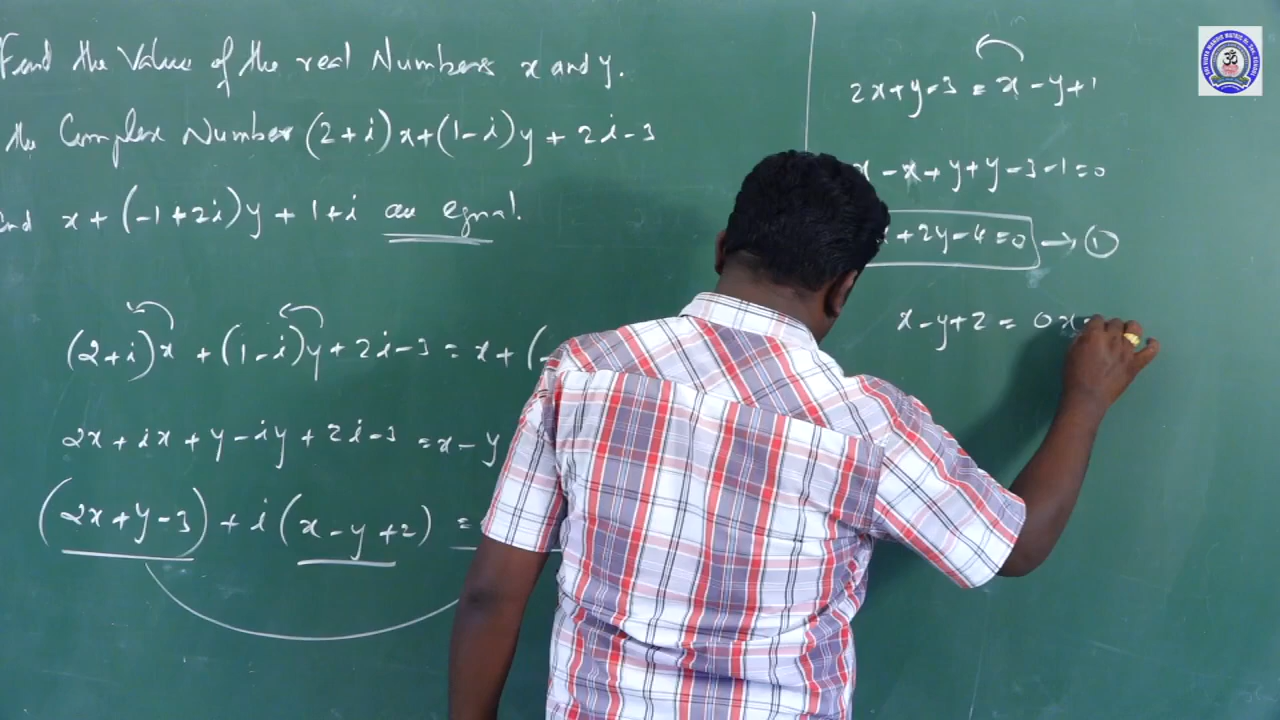 Find the Value of the real Numbers x and y.
the Complex Number (2+i)x+(1-i)y + 2i-3
and x + (-1+2i)y + 1+i are equal.
(2+i)x + (1-i)y + 2i-3 = x + (-
2x + ix + y - iy + 2i - 3 = x - y
(2x + y - 3) + i (x - y + 2) =
2x + y - 3 = x - y + 1
x - x + y + y - 3 - 1 = 0
x + 2y - 4 = 0 → ①
x - y + 2 = 0x